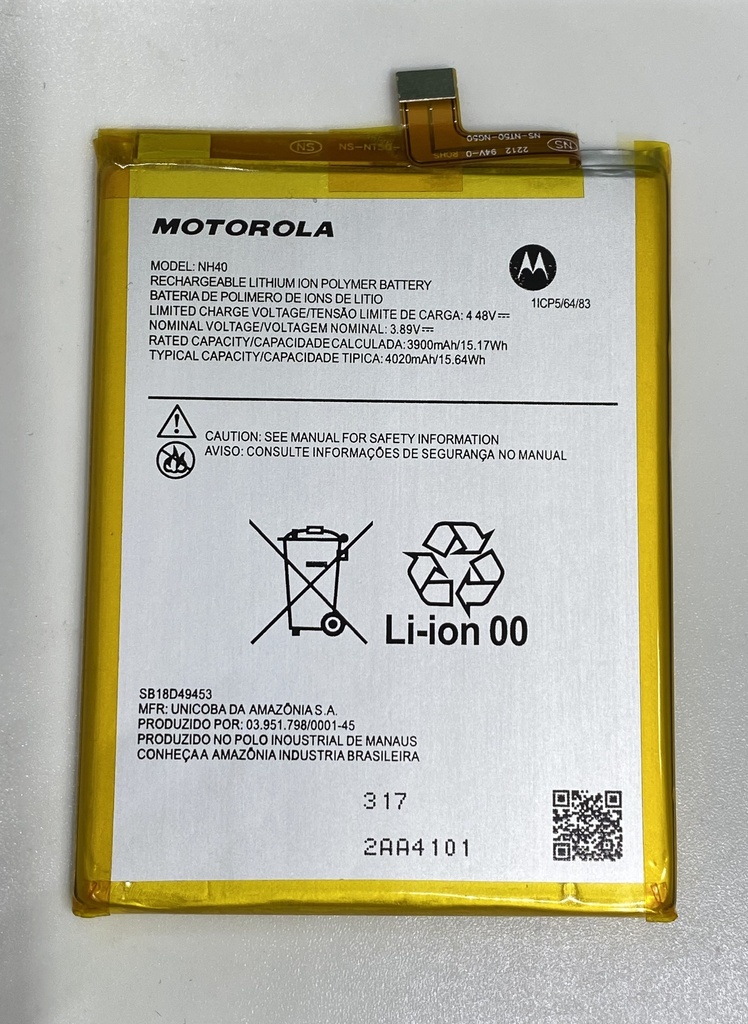 NS NS-NT50-
NS-NT50-NG50
2212 94V-0 ROHS NS
MOTOROLA
MODEL: NH40
RECHARGEABLE LITHIUM ION POLYMER BATTERY
BATERIA DE POLIMERO DE IONS DE LITIO
LIMITED CHARGE VOLTAGE/TENSÃO LIMITE DE CARGA: 4 48V⎓
NOMINAL VOLTAGE/VOLTAGEM NOMINAL: 3.89V⎓
RATED CAPACITY/CAPACIDADE CALCULADA: 3900mAh/15.17Wh
TYPICAL CAPACITY/CAPACIDADE TIPICA: 4020mAh/15.64Wh
1ICP5/64/83
CAUTION: SEE MANUAL FOR SAFETY INFORMATION
AVISO: CONSULTE INFORMAÇÕES DE SEGURANÇA NO MANUAL
Li-ion 00
SB18D49453
MFR: UNICOBA DA AMAZÔNIA S.A.
PRODUZIDO POR: 03.951.798/0001-45
PRODUZIDO NO POLO INOUSTRIAL DE MANAUS
CONHEÇA A AMAZÔNIA INDUSTRIA BRASILEIRA
317
2AA4101